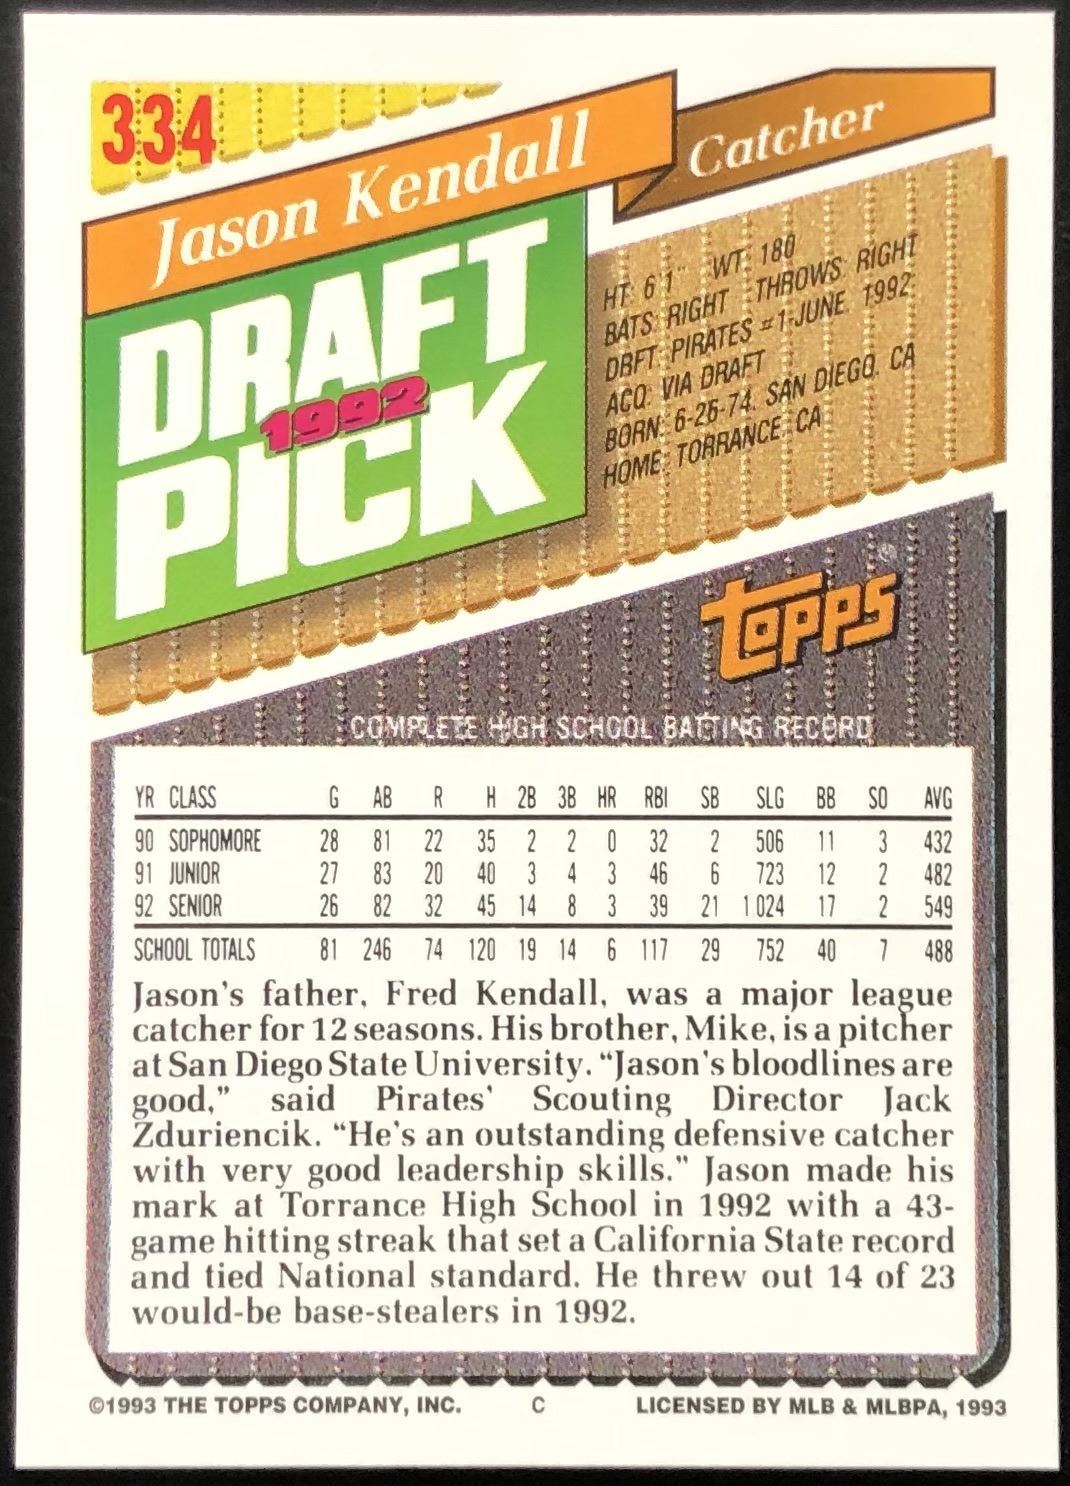 334
Jason Kendall
Catcher
DRAFT
1992
PICK
HT: 6'1" WT: 180
BATS: RIGHT THROWS: RIGHT
DRFT: PIRATES #1-JUNE, 1992
ACQ: VIA DRAFT
BORN: 6-26-74, SAN DIEGO, CA
HOME: TORRANCE, CA
TOPPS
COMPLETE HIGH SCHOOL BATTING RECORD
YR CLASS G AB R H 2B 3B HR RBI SB SLG BB SO AVG
90 SOPHOMORE 28 81 22 35 2 2 0 32 2 506 11 3 432
91 JUNIOR 27 83 20 40 3 4 3 46 6 723 12 2 482
92 SENIOR 26 82 32 45 14 8 3 39 21 1 024 17 2 549
SCHOOL TOTALS 81 246 74 120 19 14 6 117 29 752 40 7 488
Jason's father, Fred Kendall, was a major league
catcher for 12 seasons. His brother, Mike, is a pitcher
at San Diego State University. “Jason's bloodlines are
good,” said Pirates' Scouting Director Jack
Zduriencik. “He's an outstanding defensive catcher
with very good leadership skills.” Jason made his
mark at Torrance High School in 1992 with a 43-
game hitting streak that set a California State record
and tied National standard. He threw out 14 of 23
would-be base-stealers in 1992.
©1993 THE TOPPS COMPANY, INC. C LICENSED BY MLB & MLBPA, 1993